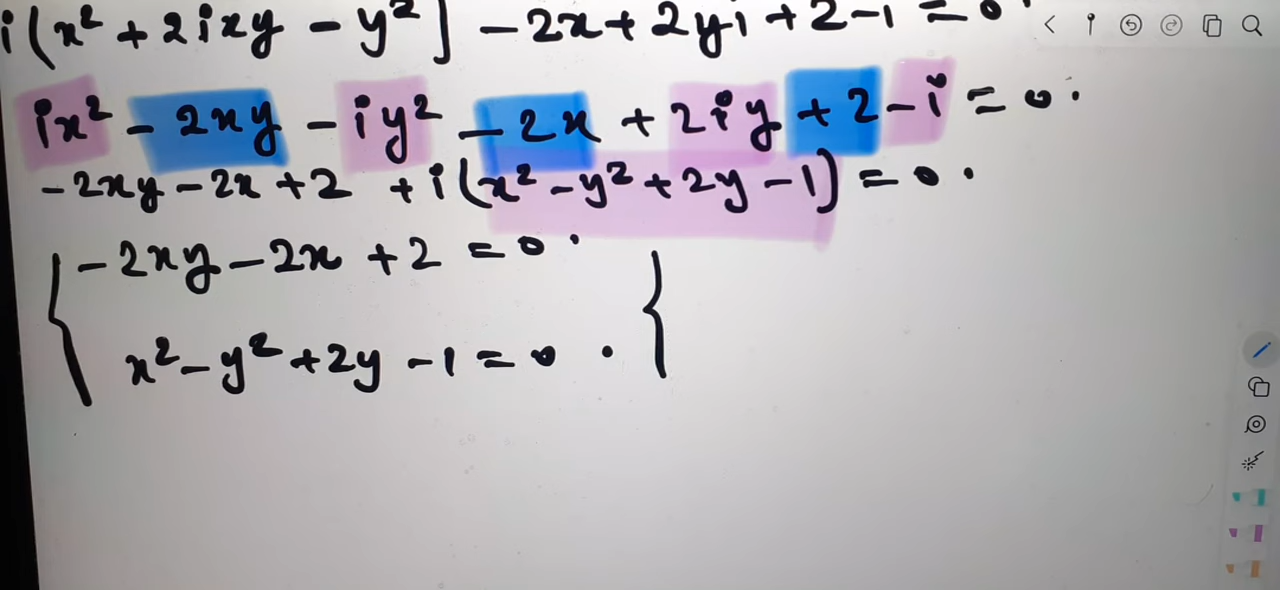 i(x² + 2ixy - y²) - 2x + 2yi + 2 - i = 0.
ix² - 2xy - iy² - 2x + 2iy + 2 - i = 0.
-2xy - 2x + 2 + i(x² - y² + 2y - 1) = 0.
-2xy - 2x + 2 = 0.
x² - y² + 2y - 1 = 0.